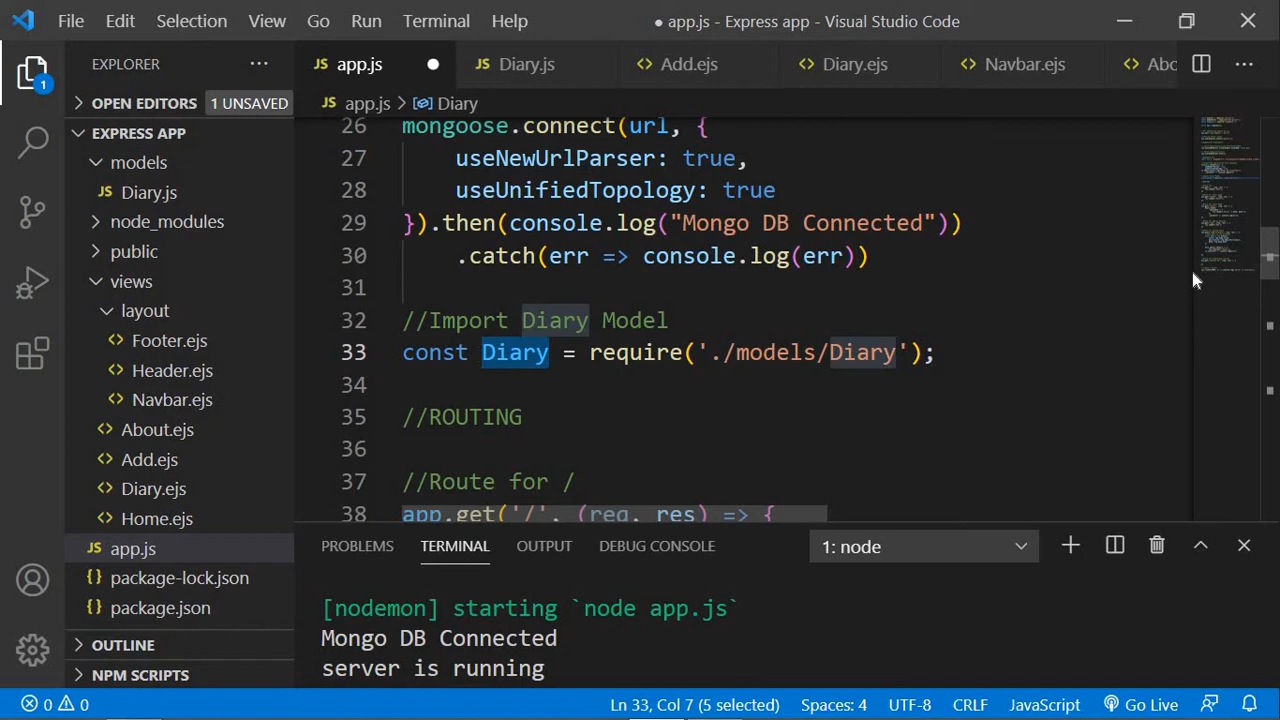 File Edit Selection View Go Run Terminal Help ● app.js - Express app - Visual Studio Code
EXPLORER ···
JS app.js ● JS Diary.js <> Add.ejs <> Diary.ejs <> Navbar.ejs <> Abc ···
1
OPEN EDITORS 1 UNSAVED
JS app.js > Diary
EXPRESS APP
models
JS Diary.js
node_modules
public
views
layout
<> Footer.ejs
<> Header.ejs
<> Navbar.ejs
<> About.ejs
<> Add.ejs
<> Diary.ejs
<> Home.ejs
JS app.js
{} package-lock.json
{} package.json
OUTLINE
NPM SCRIPTS
26 mongoose.connect(url, {
27 useNewUrlParser: true,
28 useUnifiedTopology: true
29 }).then(console.log("Mongo DB Connected"))
30 .catch(err => console.log(err))
31
32 //Import Diary Model
33 const Diary = require('./models/Diary');
34
35 //ROUTING
36
37 //Route for /
38 app.get('/', (req, res) => {
PROBLEMS TERMINAL OUTPUT DEBUG CONSOLE 1: node
[nodemon] starting `node app.js`
Mongo DB Connected
server is running
0 0 Ln 33, Col 7 (5 selected) Spaces: 4 UTF-8 CRLF JavaScript Go Live